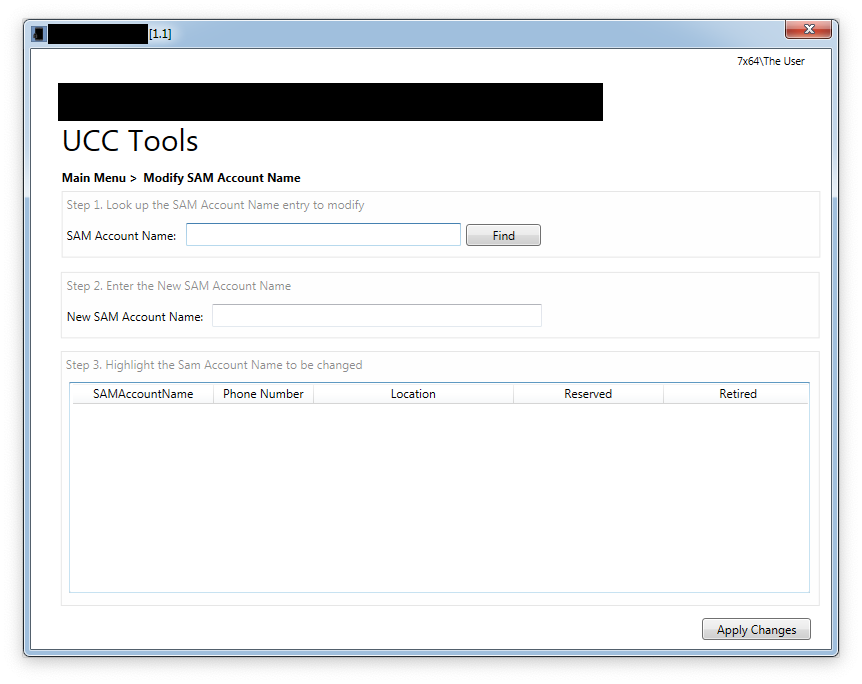 [1.1]
7x64\The User
UCC Tools
Main Menu > Modify SAM Account Name
Step 1. Look up the SAM Account Name entry to modify
SAM Account Name: Find
Step 2. Enter the New SAM Account Name
New SAM Account Name:
Step 3. Highlight the Sam Account Name to be changed
SAMAccountName Phone Number Location Reserved Retired
Apply Changes